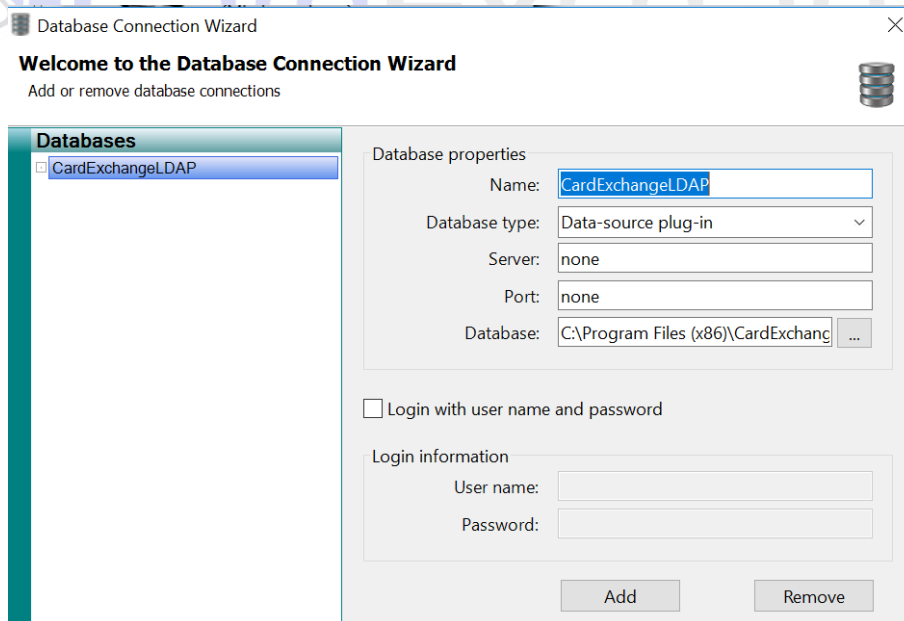 Database Connection Wizard
Welcome to the Database Connection Wizard
Add or remove database connections
Databases
CardExchangeLDAP
Database properties
Name: CardExchangeLDAP
Database type: Data-source plug-in
Server: none
Port: none
Database: C:\Program Files (x86)\CardExchang ...
Login with user name and password
Login information
User name:
Password:
Add Remove